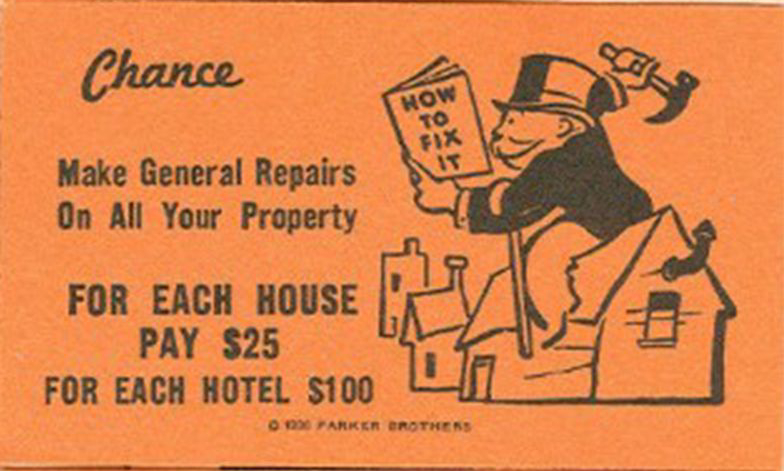 Chance
HOW
TO
FIX
IT
Make General Repairs
On All Your Property
FOR EACH HOUSE
PAY $25
FOR EACH HOTEL $100
© PARKER BROTHERS